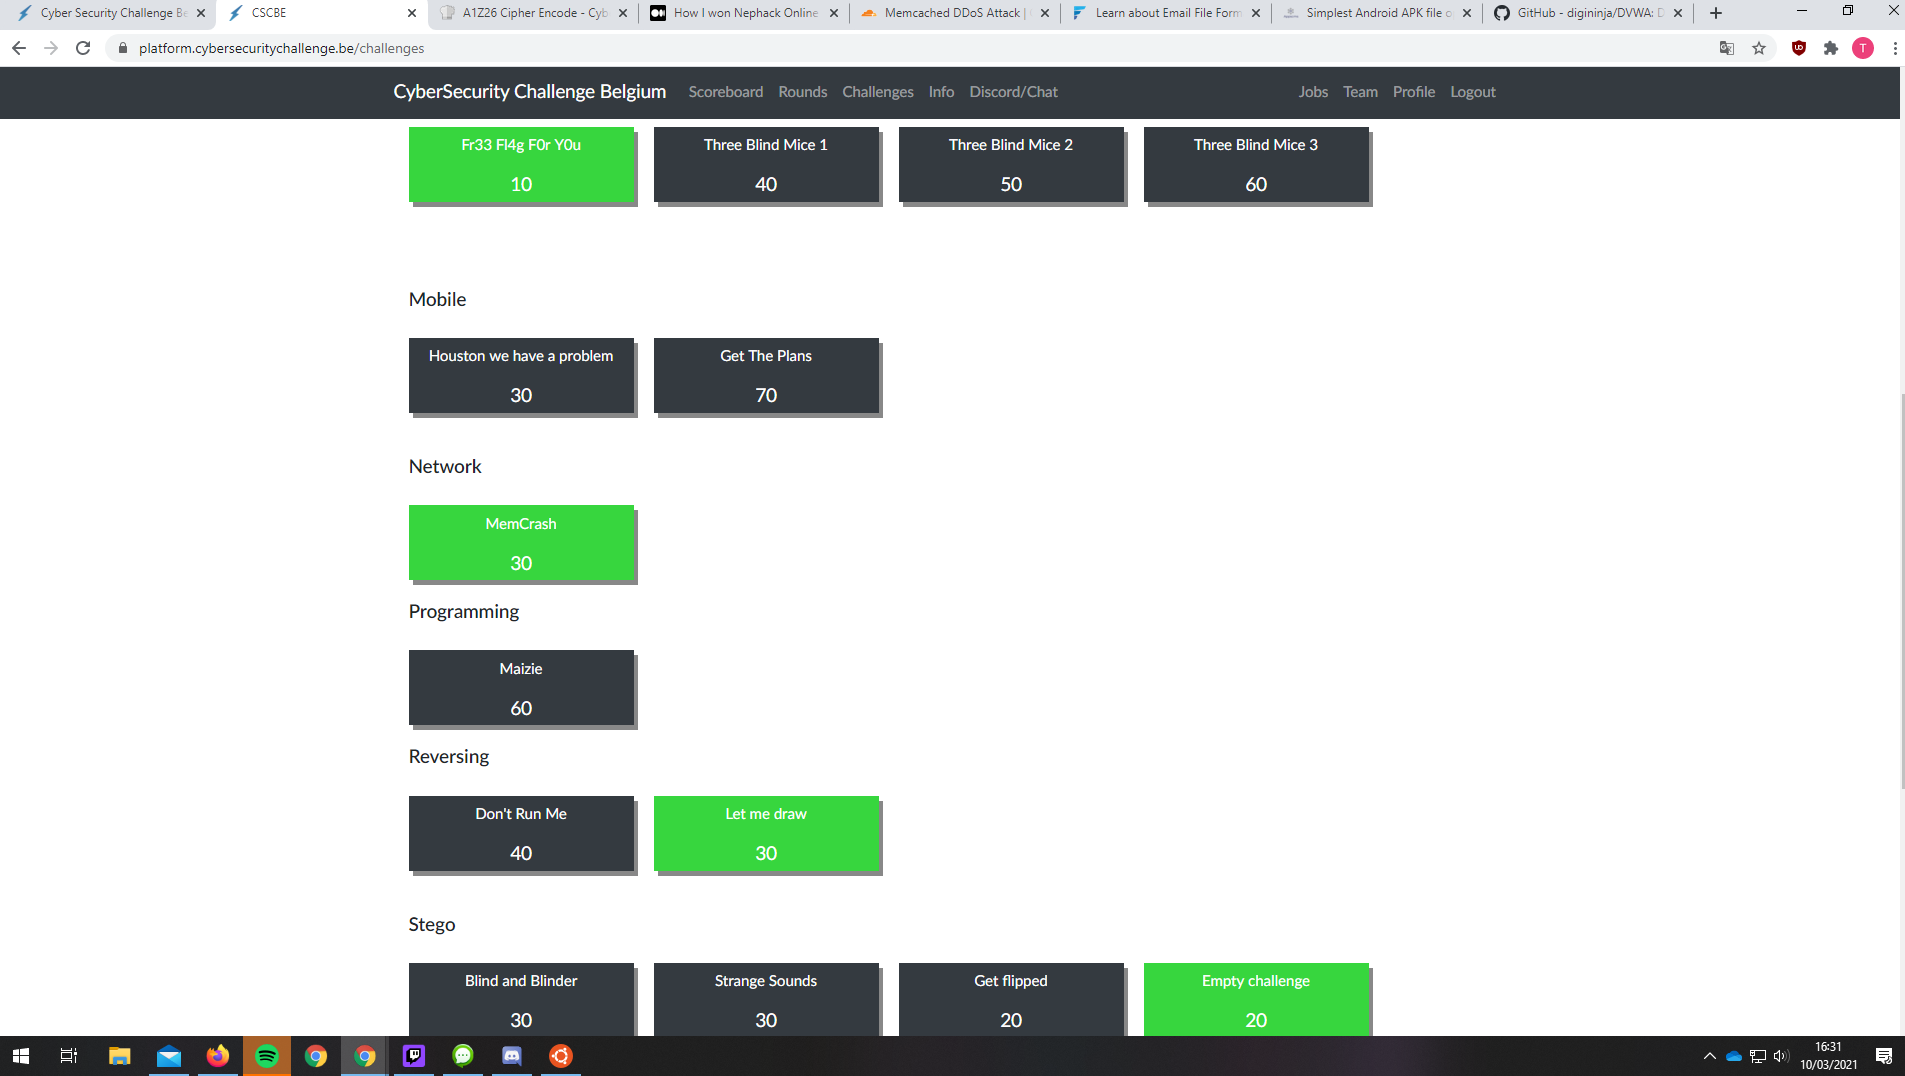 Cyber Security Challenge Be
CSCBE
A1Z26 Cipher Encode - Cyb
How I won Nephack Online
Memcached DDoS Attack |
Learn about Email File Form
Simplest Android APK file o
GitHub - digininja/DVWA: D
platform.cybersecuritychallenge.be/challenges
T
CyberSecurity Challenge Belgium Scoreboard Rounds Challenges Info Discord/Chat Jobs Team Profile Logout
Fr33 Fl4g F0r Y0u
10
Three Blind Mice 1
40
Three Blind Mice 2
50
Three Blind Mice 3
60
Mobile
Houston we have a problem
30
Get The Plans
70
Network
MemCrash
30
Programming
Maizie
60
Reversing
Don't Run Me
40
Let me draw
30
Stego
Blind and Blinder
30
Strange Sounds
30
Get flipped
20
Empty challenge
20
16:31
10/03/2021